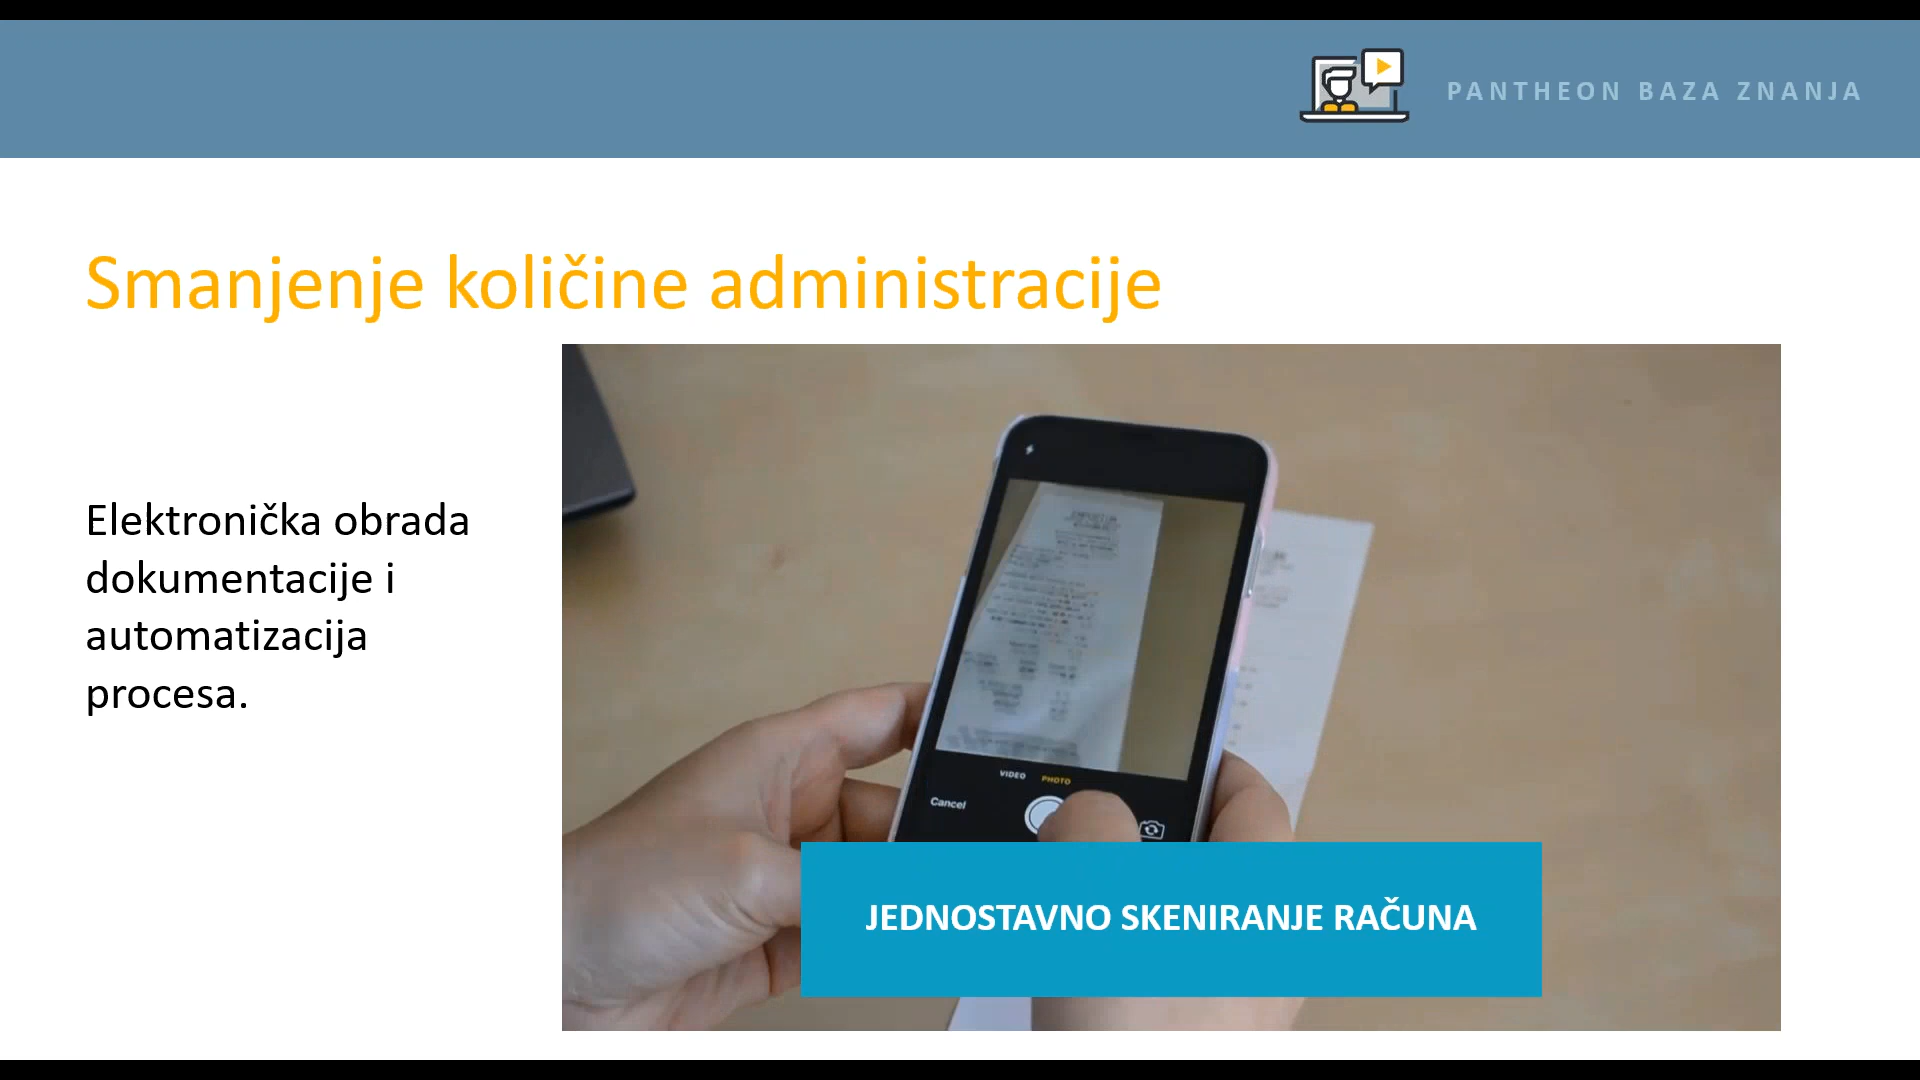 PANTHEON BAZA ZNANJA
Smanjenje količine administracije
Elektronička obrada
dokumentacije i
automatizacija
procesa.
VIDEO PHOTO
Cancel
JEDNOSTAVNO SKENIRANJE RAČUNA